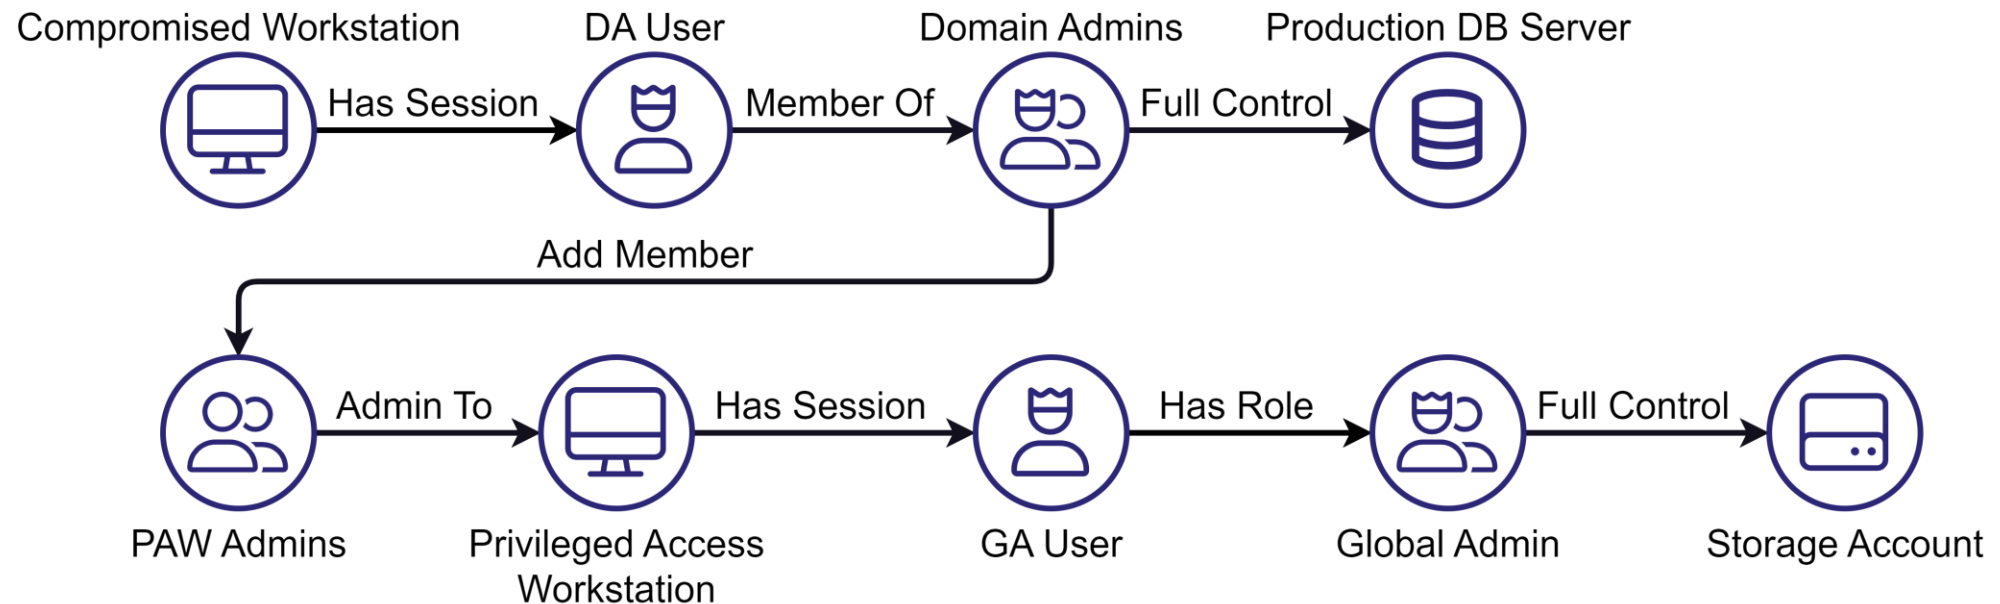 Compromised Workstation
DA User
Domain Admins
Production DB Server
Has Session
Member Of
Full Control
Add Member
Admin To
Has Session
Has Role
Full Control
PAW Admins
Privileged Access
Workstation
GA User
Global Admin
Storage Account